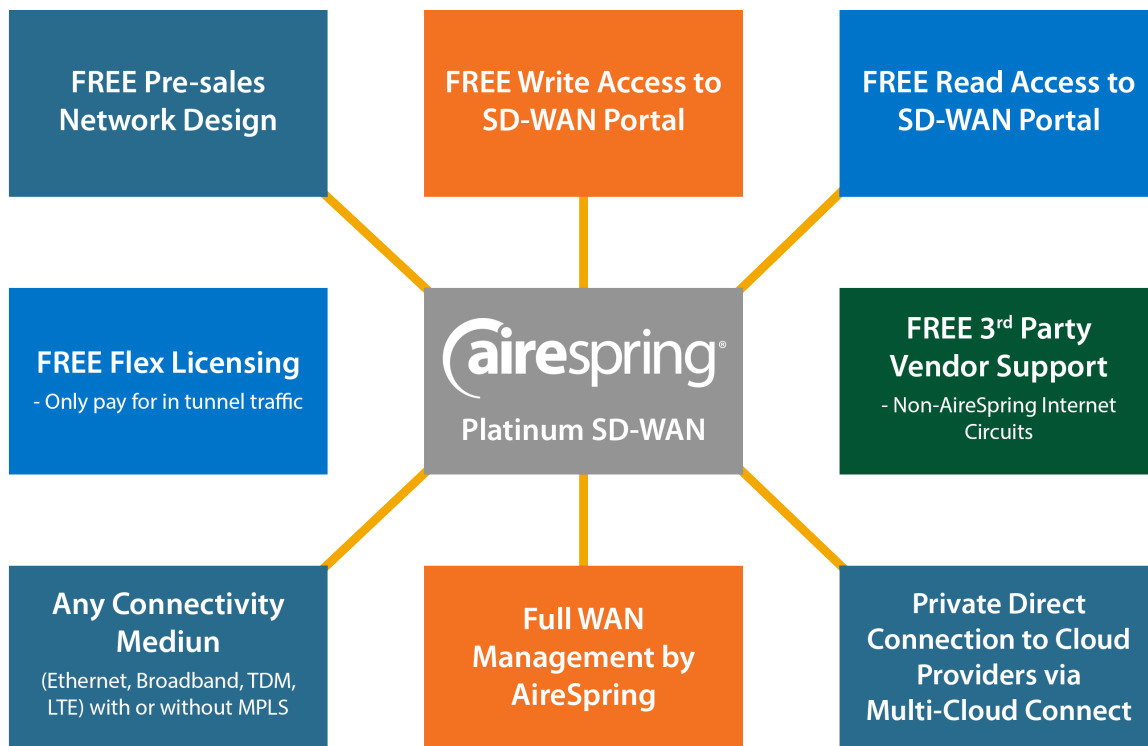 FREE Pre-sales
Network Design
FREE Write Access to
SD-WAN Portal
FREE Read Access to
SD-WAN Portal
FREE Flex Licensing
- Only pay for in tunnel traffic
airespring®
Platinum SD-WAN
FREE 3rd Party
Vendor Support
- Non-AireSpring Internet
Circuits
Any Connectivity
Mediun
(Ethernet, Broadband, TDM,
LTE) with or without MPLS
Full WAN
Management by
AireSpring
Private Direct
Connection to Cloud
Providers via
Multi-Cloud Connect